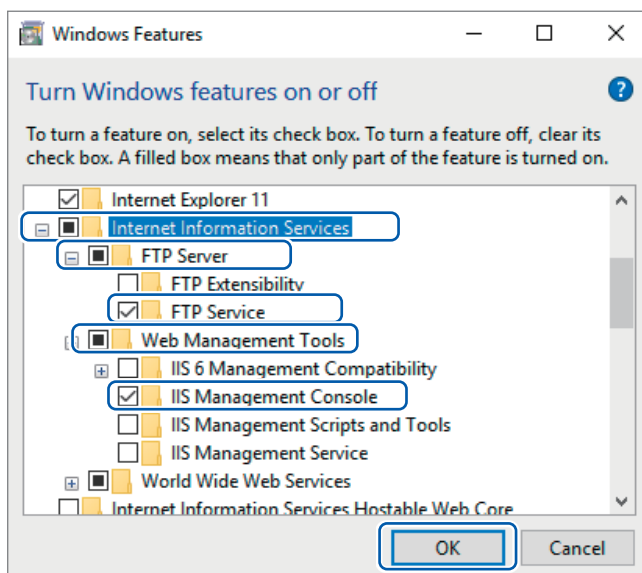 Windows Features
Turn Windows features on or off
?
To turn a feature on, select its check box. To turn a feature off, clear its
check box. A filled box means that only part of the feature is turned on.
Internet Explorer 11
Internet Information Services
FTP Server
FTP Extensibility
FTP Service
Web Management Tools
IIS 6 Management Compatibility
IIS Management Console
IIS Management Scripts and Tools
IIS Management Service
World Wide Web Services
Internet Information Services Hostable Web Core
OK
Cancel